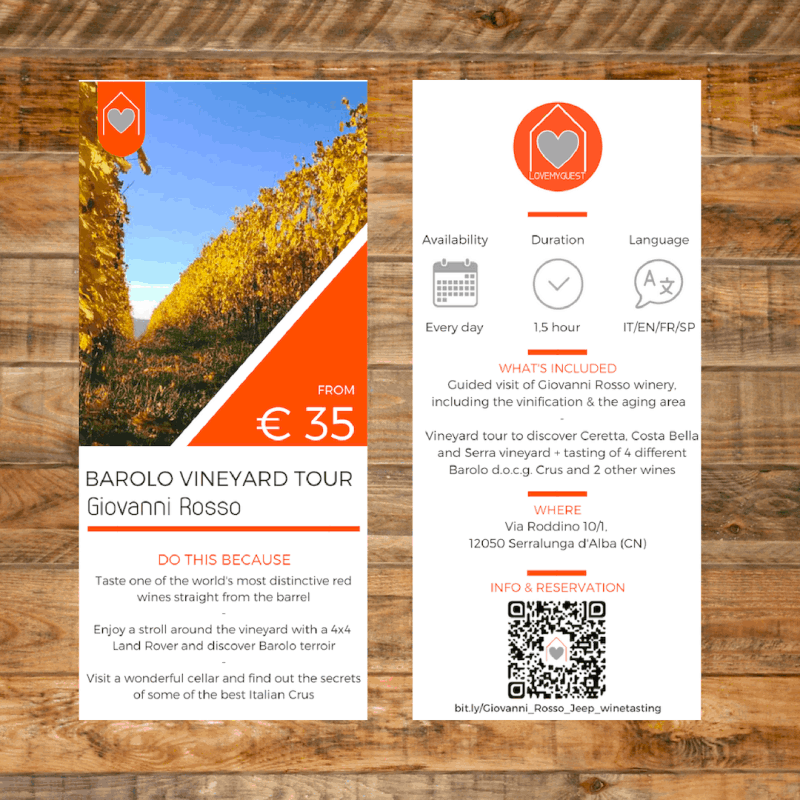 FROM
€ 35
BAROLO VINEYARD TOUR
Giovanni Rosso
DO THIS BECAUSE
Taste one of the world's most distinctive red
wines straight from the barrel
-
Enjoy a stroll around the vineyard with a 4x4
Land Rover and discover Barolo terroir
-
Visit a wonderful cellar and find out the secrets
of some of the best Italian Crus
LOVEMYGUEST
Availability
Duration
Language
A 文
Every day
1,5 hour
IT/EN/FR/SP
WHAT'S INCLUDED
Guided visit of Giovanni Rosso winery,
including the vinification & the aging area
-
Vineyard tour to discover Ceretta, Costa Bella
and Serra vineyard + tasting of 4 different
Barolo d.o.c.g. Crus and 2 other wines
WHERE
Via Roddino 10/1,
12050 Serralunga d'Alba (CN)
INFO & RESERVATION
bit.ly/Giovanni_Rosso_Jeep_winetasting